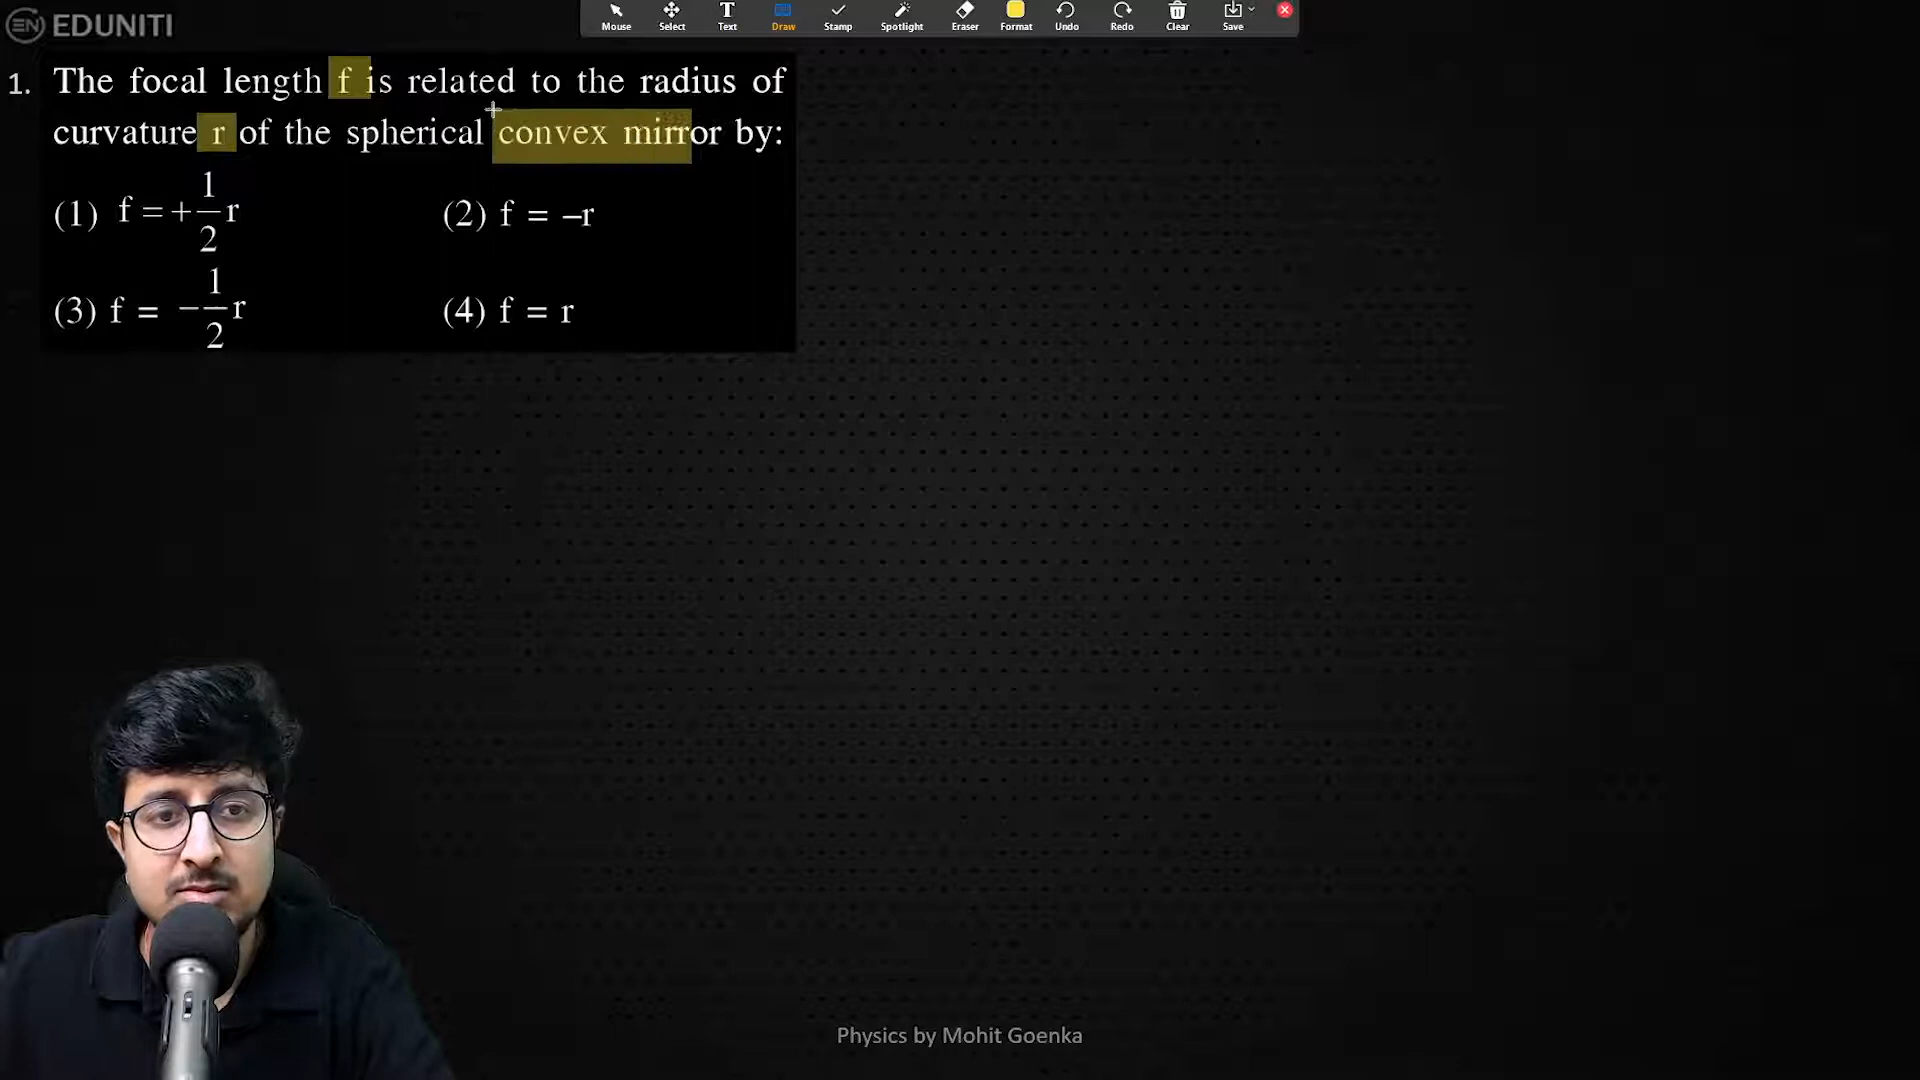 EN EDUNITI
Mouse Select Text Draw Stamp Spotlight Eraser Format Undo Redo Clear Save
1. The focal length f is related to the radius of
curvature r of the spherical convex mirror by:
(1) f = +1/2 r (2) f = –r
(3) f = -1/2 r (4) f = r
Physics by Mohit Goenka